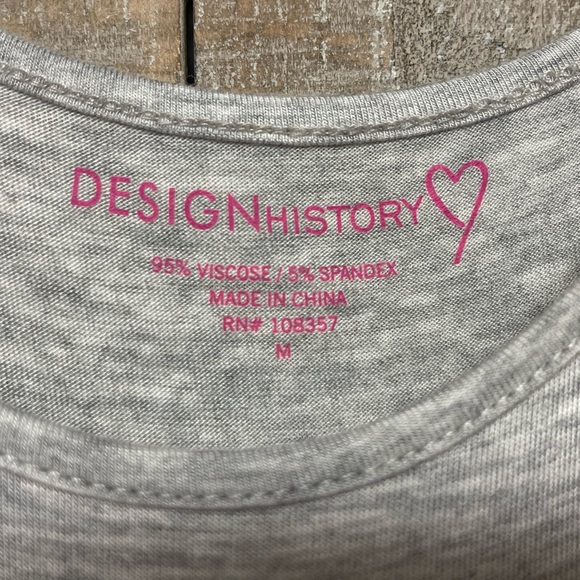 DESIGNHISTORY
95% VISCOSE / 5% SPANDEX
MADE IN CHINA
RN# 108357
M